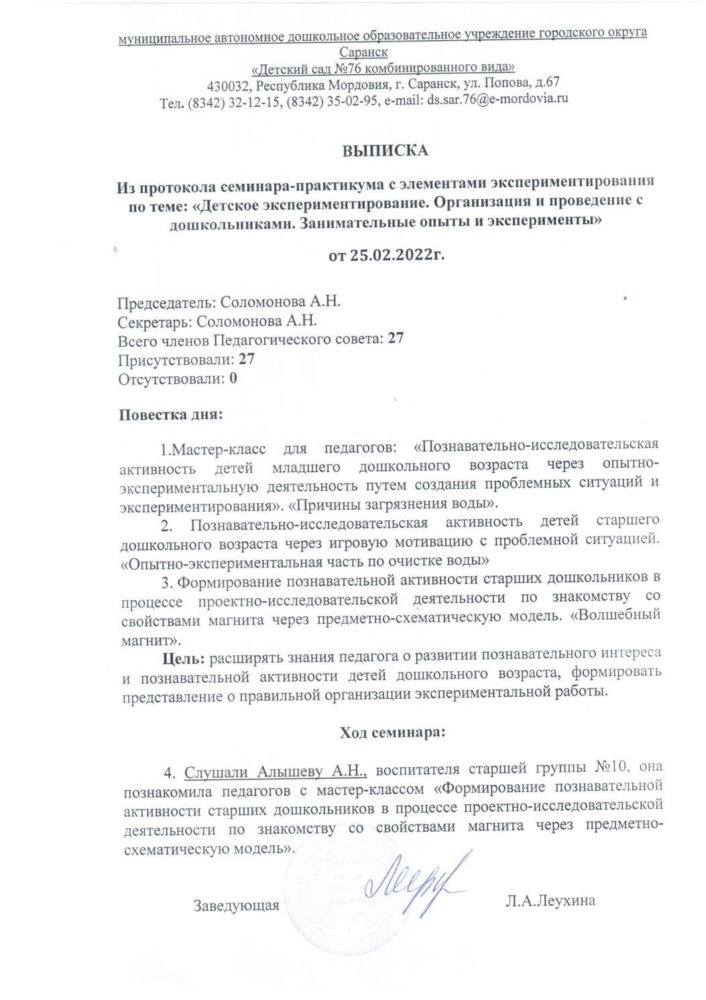 муниципальное автономное дошкольное образовательное учреждение городского округа
Саранск
«Детский сад №76 комбинированного вида»
430032, Республика Мордовия, г. Саранск, ул. Попова, д.67
Тел. (8342) 32-12-15, (8342) 35-02-95, e-mail: ds.sar.76@e-mordovia.ru
ВЫПИСКА
Из протокола семинара-практикума с элементами экспериментирования
по теме: «Детское экспериментирование. Организация и проведение с
дошкольниками. Занимательные опыты и эксперименты»
от 25.02.2022г.
Председатель: Соломонова А.Н.
Секретарь: Соломонова А.Н.
Всего членов Педагогического совета: 27
Присутствовали: 27
Отсутствовали: 0
Повестка дня:
1.Мастер-класс для педагогов: «Познавательно-исследовательская
активность детей младшего дошкольного возраста через опытно-
экспериментальную деятельность путем создания проблемных ситуаций и
экспериментирования». «Причины загрязнения воды».
2. Познавательно-исследовательская активность детей старшего
дошкольного возраста через игровую мотивацию с проблемной ситуацией.
«Опытно-экспериментальная часть по очистке воды»
3. Формирование познавательной активности старших дошкольников в
процессе проектно-исследовательской деятельности по знакомству со
свойствами магнита через предметно-схематическую модель. «Волшебный
магнит».
Цель: расширять знания педагога о развитии познавательного интереса
и познавательной активности детей дошкольного возраста, формировать
представление о правильной организации экспериментальной работы.
Ход семинара:
4. Слушали Алышеву А.Н., воспитателя старшей группы №10, она
познакомила педагогов с мастер-классом «Формирование познавательной
активности старших дошкольников в процессе проектно-исследовательской
деятельности по знакомству со свойствами магнита через предметно-
схематическую модель».
МАДОУ
"ДЕТСКИЙ
САД №76
Заведующая Л.А.Леухина